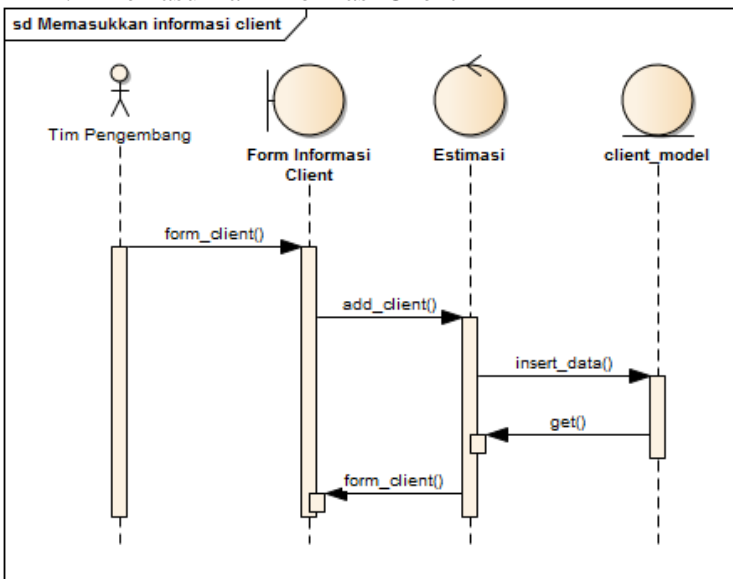 sd Memasukkan informasi client
Tim Pengembang
Form Informasi
Client
Estimasi
client_model
form_client()
add_client()
insert_data()
get()
form_client()